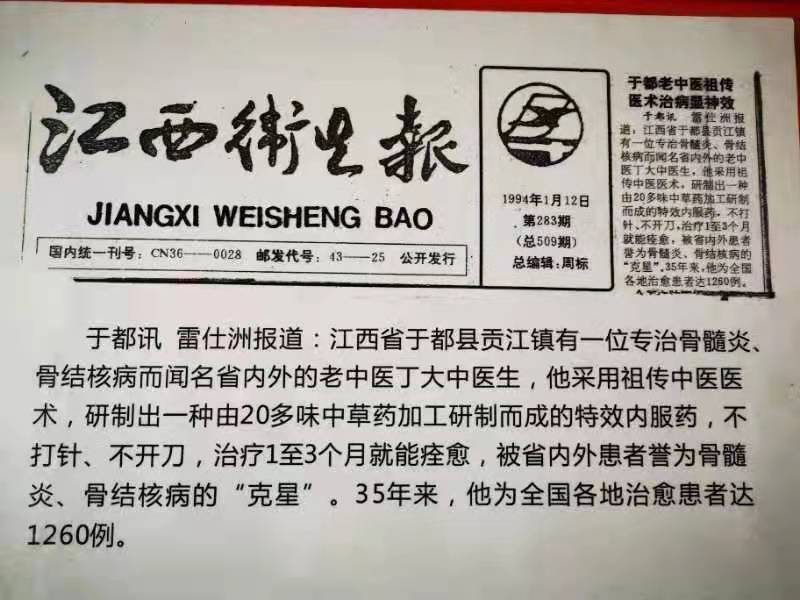 江西衛生報
JIANGXI WEISHENG BAO
国内统一刊号：CN36——0028 邮发代号：43—25 公开发行
1994年1月12日
第283期
（总509期）
总编辑：周标
于都老中医祖传
医术治病显神效
于都讯 雷仕洲报
道：江西省于都县贡江镇
有一位专治骨髓炎、骨结
核病而闻名省内外的老中
医丁大中医生，他采用祖
传中医医术，研制出一种
由20多味中草药加工研制
而成的特效内服药，不打
针、不开刀，治疗1至3个月
就能痊愈，被省内外患者
誉为骨髓炎、骨结核病的
“克星”。35年来，他为全国
各地治愈患者达1260例。
于都讯 雷仕洲报道：江西省于都县贡江镇有一位专治骨髓炎、
骨结核病而闻名省内外的老中医丁大中医生，他采用祖传中医医
术，研制出一种由20多味中草药加工研制而成的特效内服药，不
打针、不开刀，治疗1至3个月就能痊愈，被省内外患者誉为骨髓
炎、骨结核病的“克星”。35年来，他为全国各地治愈患者达
1260例。